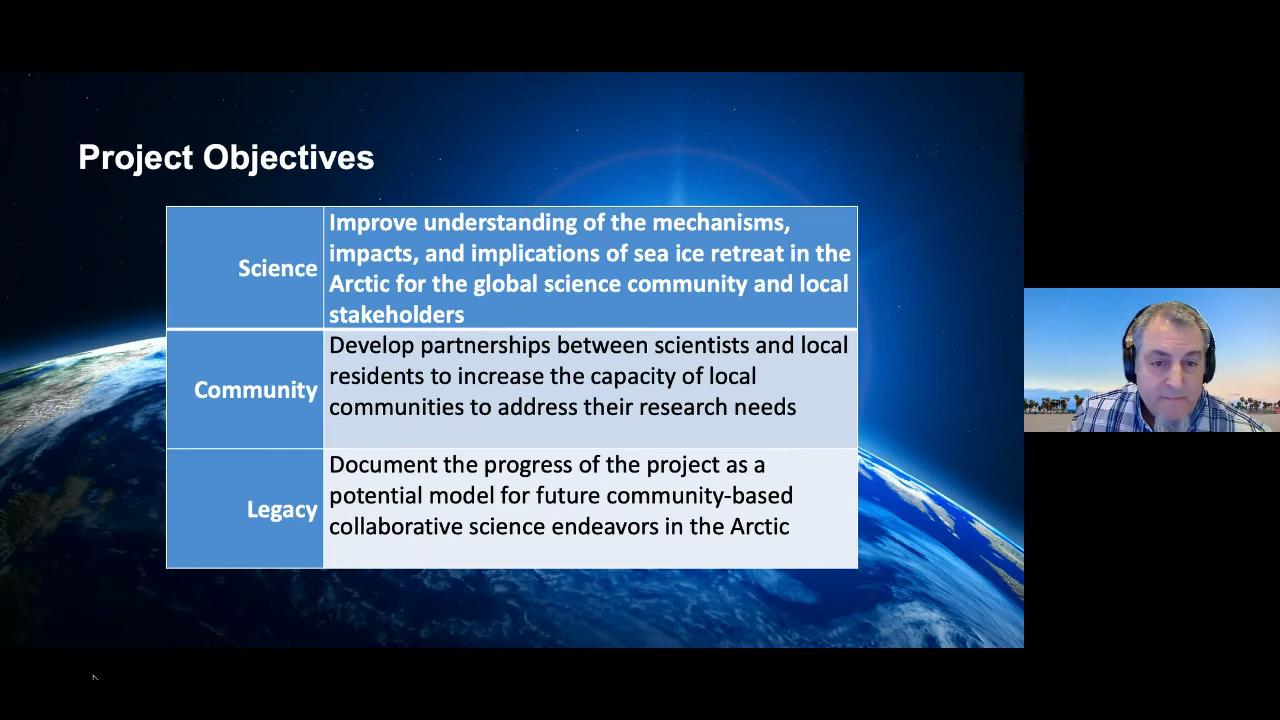 Project Objectives
Science
Improve understanding of the mechanisms,
impacts, and implications of sea ice retreat in the
Arctic for the global science community and local
stakeholders
Community
Develop partnerships between scientists and local
residents to increase the capacity of local
communities to address their research needs
Legacy
Document the progress of the project as a
potential model for future community-based
collaborative science endeavors in the Arctic